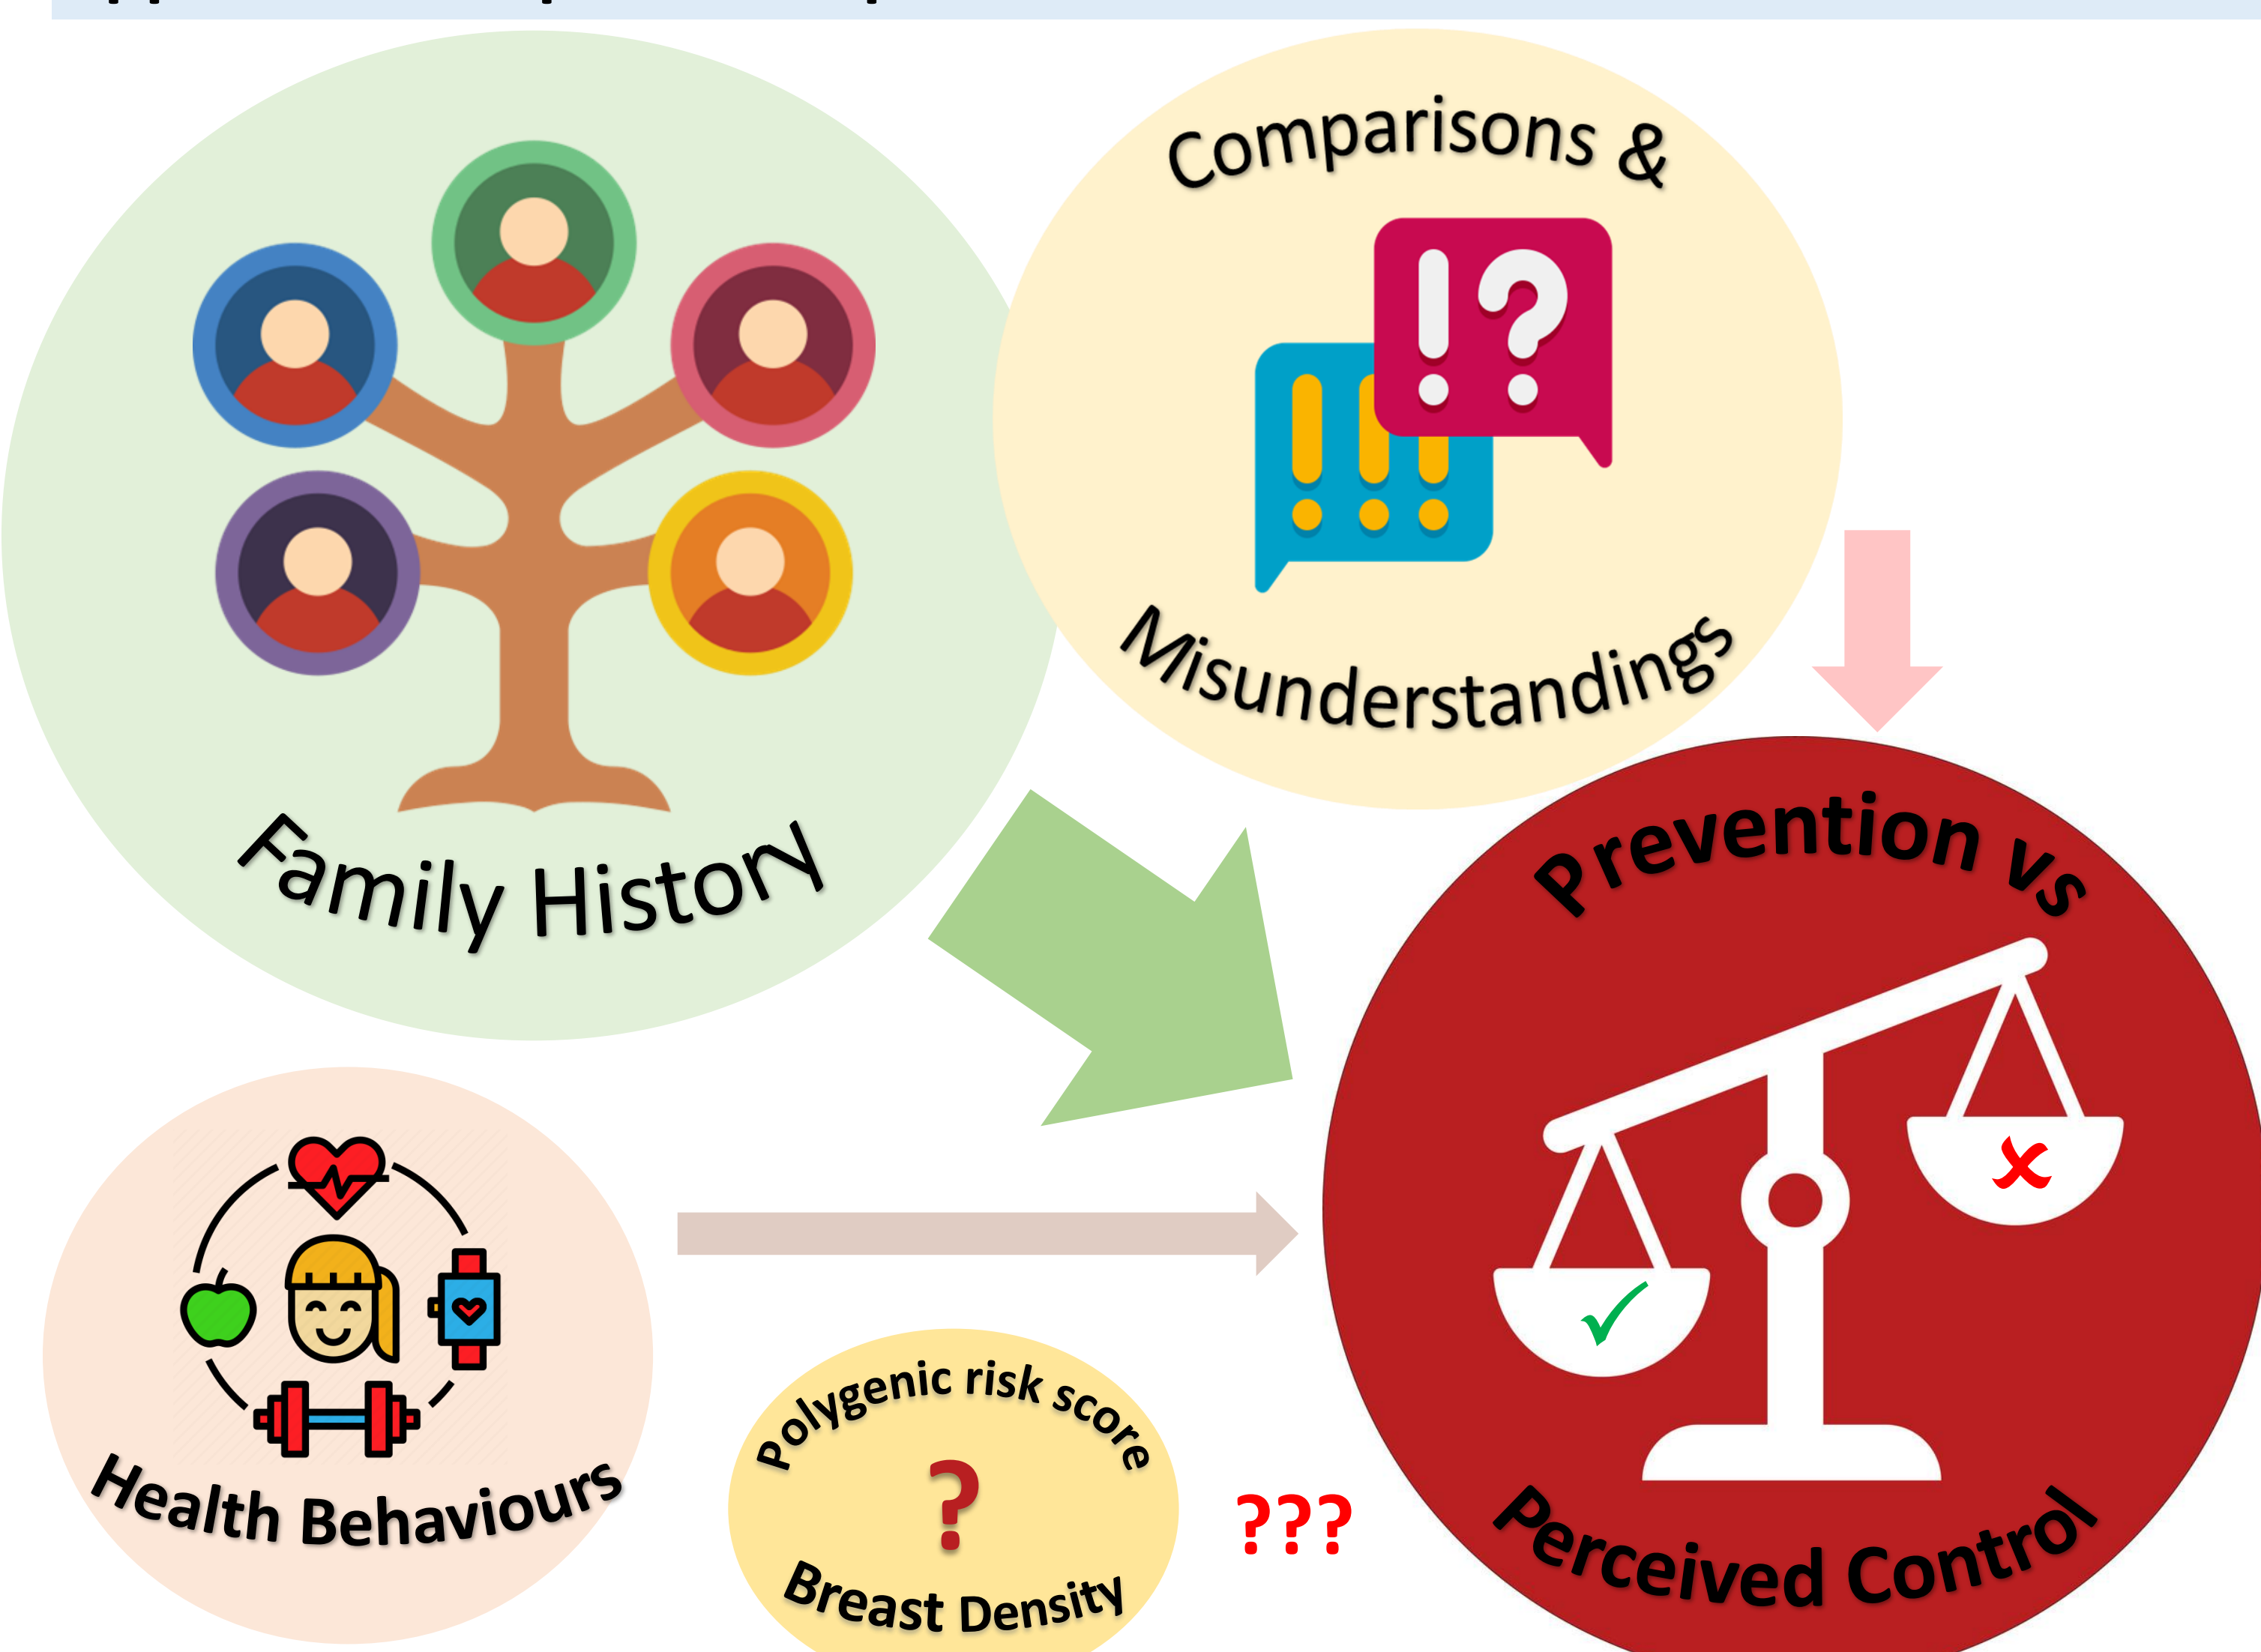 Comparisons &
!?
!!!
Misunderstandings
Family History
Prevention vs
Health Behaviours
Polygenic risk score
?
Breast Density
???
Perceived Control